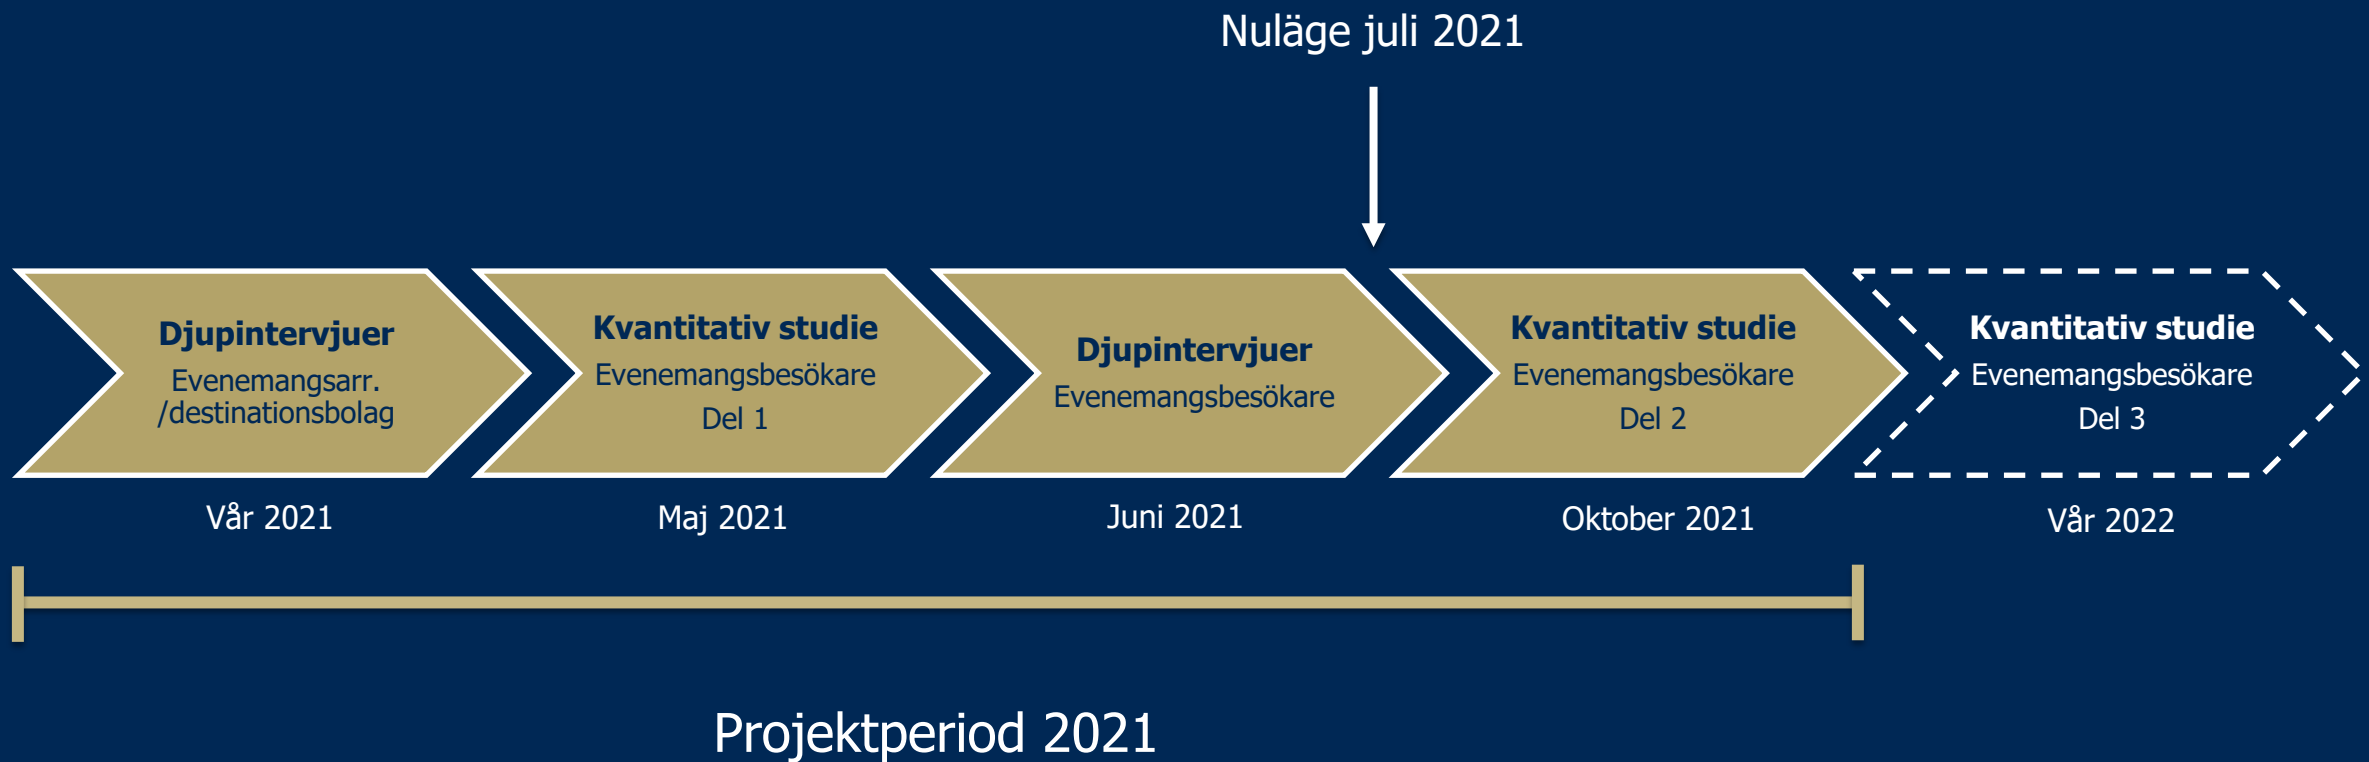 Nuläge juli 2021
Djupintervjuer
Evenemangsarr.
/destinationsbolag
Kvantitativ studie
Evenemangsbesökare
Del 1
Djupintervjuer
Evenemangsbesökare
Kvantitativ studie
Evenemangsbesökare
Del 2
Kvantitativ studie
Evenemangsbesökare
Del 3
Vår 2021
Maj 2021
Juni 2021
Oktober 2021
Vår 2022
Projektperiod 2021